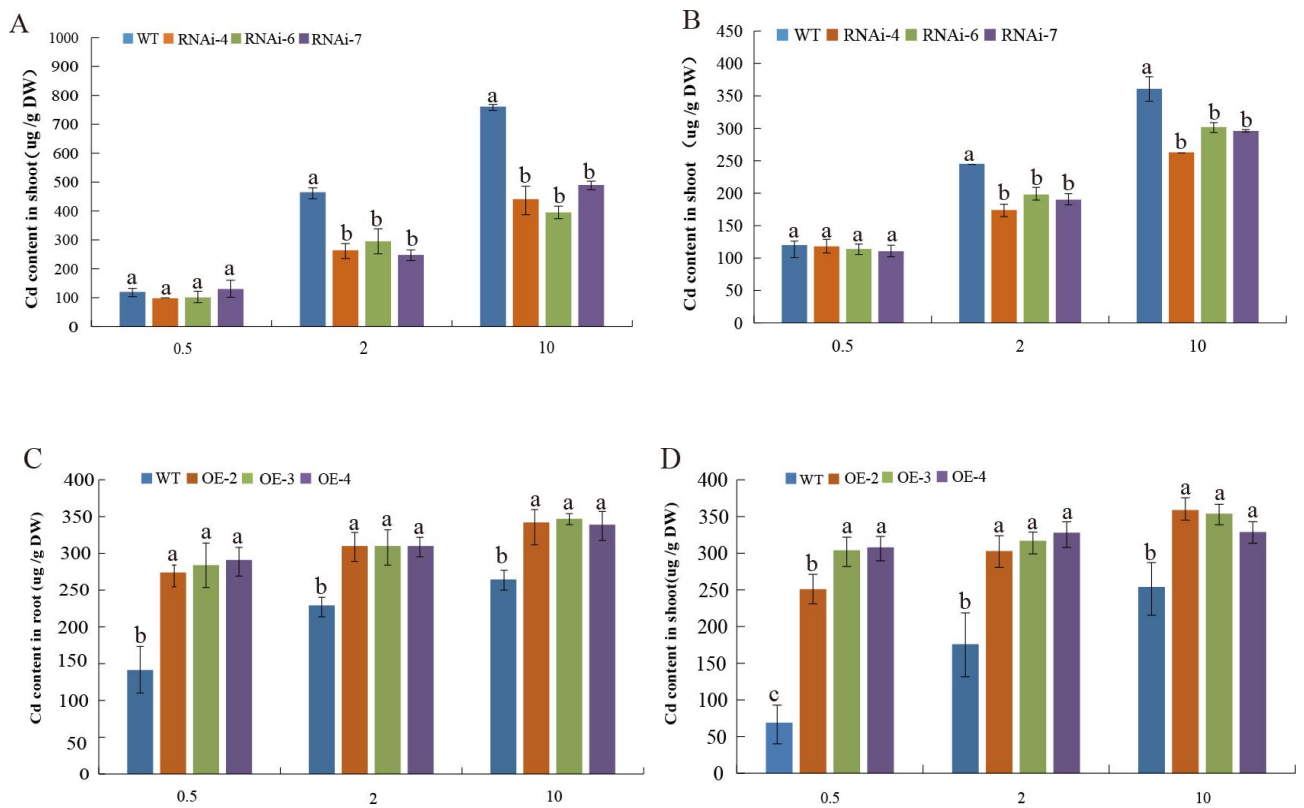 A
WT RNAi-4 RNAi-6 RNAi-7
Cd content in shoot(ug /g DW)
1000
900
800
700
600
500
400
300
200
100
0
a a a a
a b b b
a b b b
0.5 2 10
B
WT RNAi-4 RNAi-6 RNAi-7
Cd content in shoot (ug /g DW)
450
400
350
300
250
200
150
100
50
0
a a a a
a b b b
a b b b
0.5 2 10
C
WT OE-2 OE-3 OE-4
Cd content in root (ug /g DW)
400
350
300
250
200
150
100
50
0
b a a a
b a a a
b a a a
0.5 2 10
D
WT OE-2 OE-3 OE-4
Cd content in shoot(ug /g DW)
400
350
300
250
200
150
100
50
0
c b a a
b a a a
b a a a
0.5 2 10